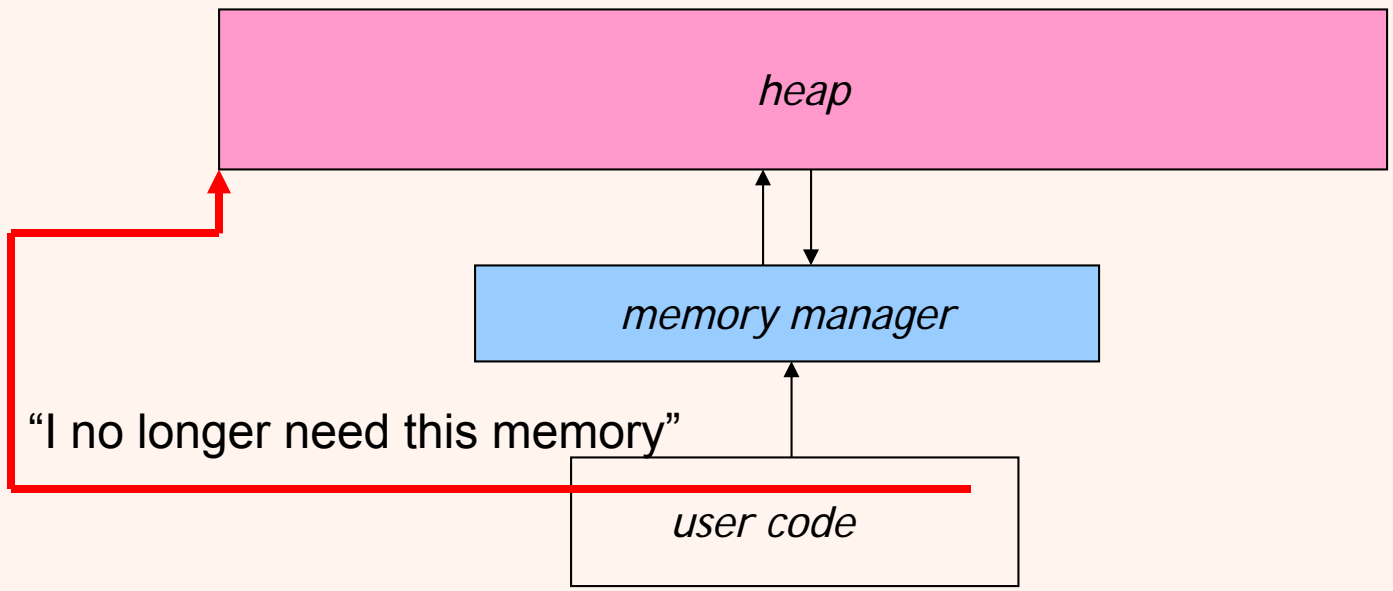 heap
memory manager
“I no longer need this memory”
user code